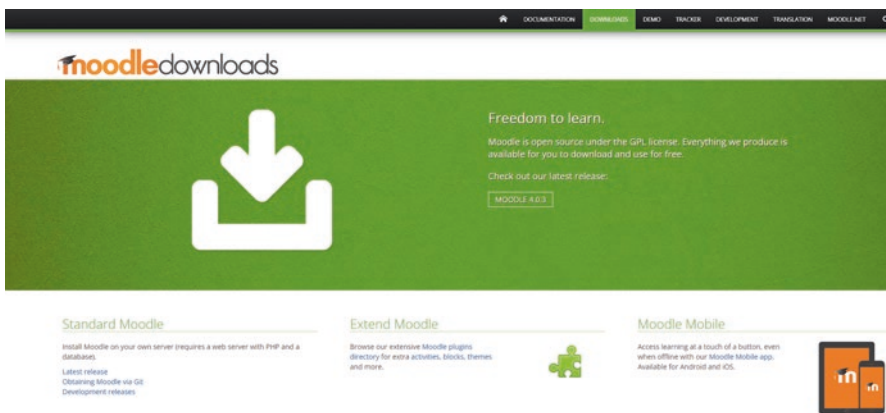 DOCUMENTATION DOWNLOADS DEMO TRACKER DEVELOPMENT TRANSLATION MOODLE.NET
moodledownloads
Freedom to learn.
Moodle is open source under the GPL license. Everything we produce is
available for you to download and use for free.
Check out our latest release:
MOODLE 4.0.3
Standard Moodle
Install Moodle on your own server (requires a web server with PHP and a
database).
Latest release
Obtaining Moodle via Git
Development releases
Extend Moodle
Browse our extensive Moodle plugins
directory for extra activities, blocks, themes
and more.
Moodle Mobile
Access learning at a touch of a button, even
when offline with our Moodle Mobile app.
Available for Android and iOS.
m
m